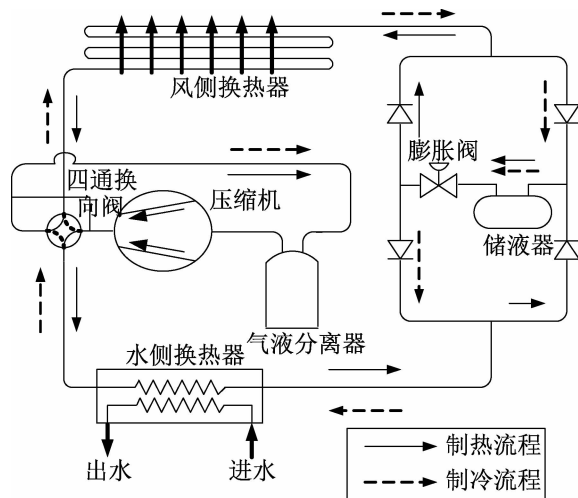 风侧换热器
膨胀阀
四通换
向阀
压缩机
储液器
气液分离器
水侧换热器
出水
进水
制热流程
制冷流程